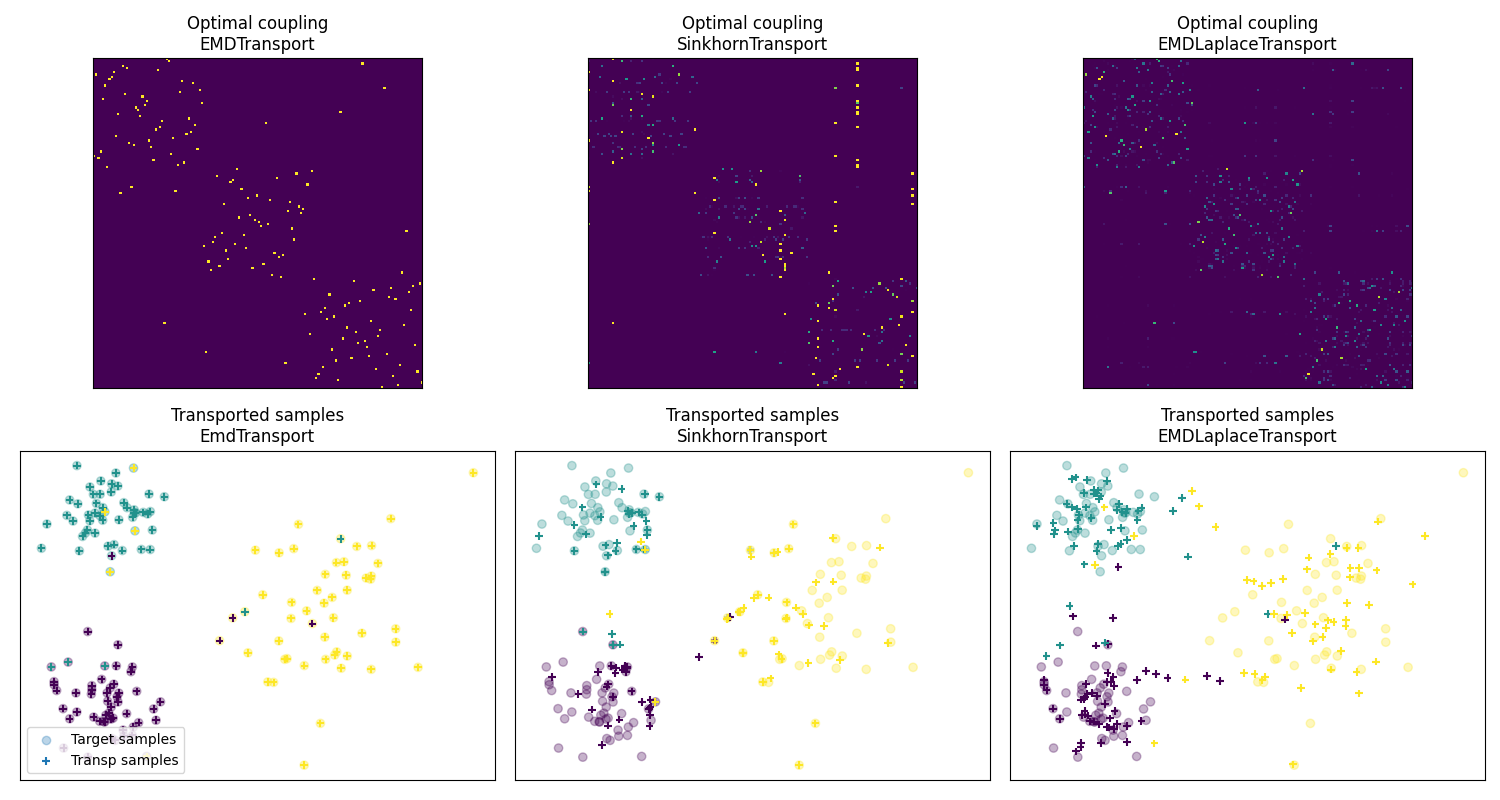 Optimal coupling
EMDTransport
Optimal coupling
SinkhornTransport
Optimal coupling
EMDLaplaceTransport
Transported samples
EmdTransport
Transported samples
SinkhornTransport
Transported samples
EMDLaplaceTransport
Target samples
Transp samples